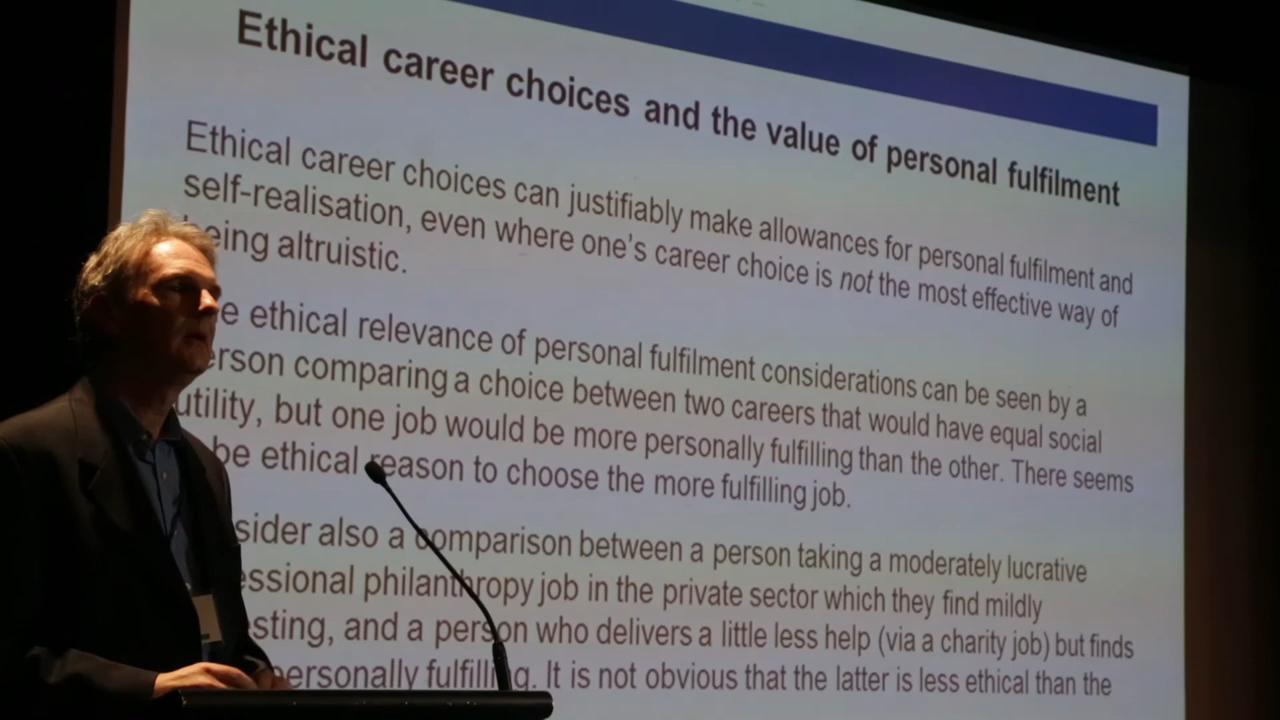 Ethical career choices and the value of personal fulfilment
Ethical career choices can justifiably make allowances for personal fulfilment and
self-realisation, even where one's career choice is not the most effective way of
being altruistic.
e ethical relevance of personal fulfilment considerations can be seen by a
erson comparing a choice between two careers that would have equal social
utility, but one job would be more personally fulfilling than the other. There seems
be ethical reason to choose the more fulfilling job.
sider also a comparison between a person taking a moderately lucrative
essional philanthropy job in the private sector which they find mildly
sting, and a person who delivers a little less help (via a charity job) but finds
personally fulfilling. It is not obvious that the latter is less ethical than the